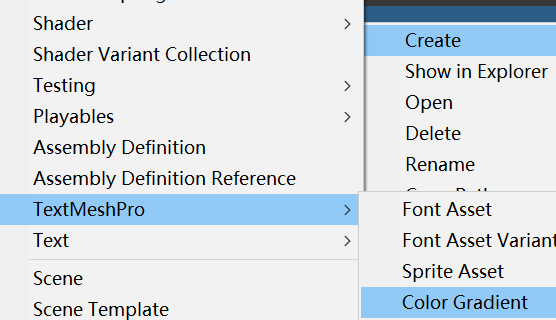 Shader
Shader Variant Collection
Testing
Playables
Assembly Definition
Assembly Definition Reference
TextMeshPro
Text
Scene
Scene Template
Create
Show in Explorer
Open
Delete
Rename
Font Asset
Font Asset Variant
Sprite Asset
Color Gradient